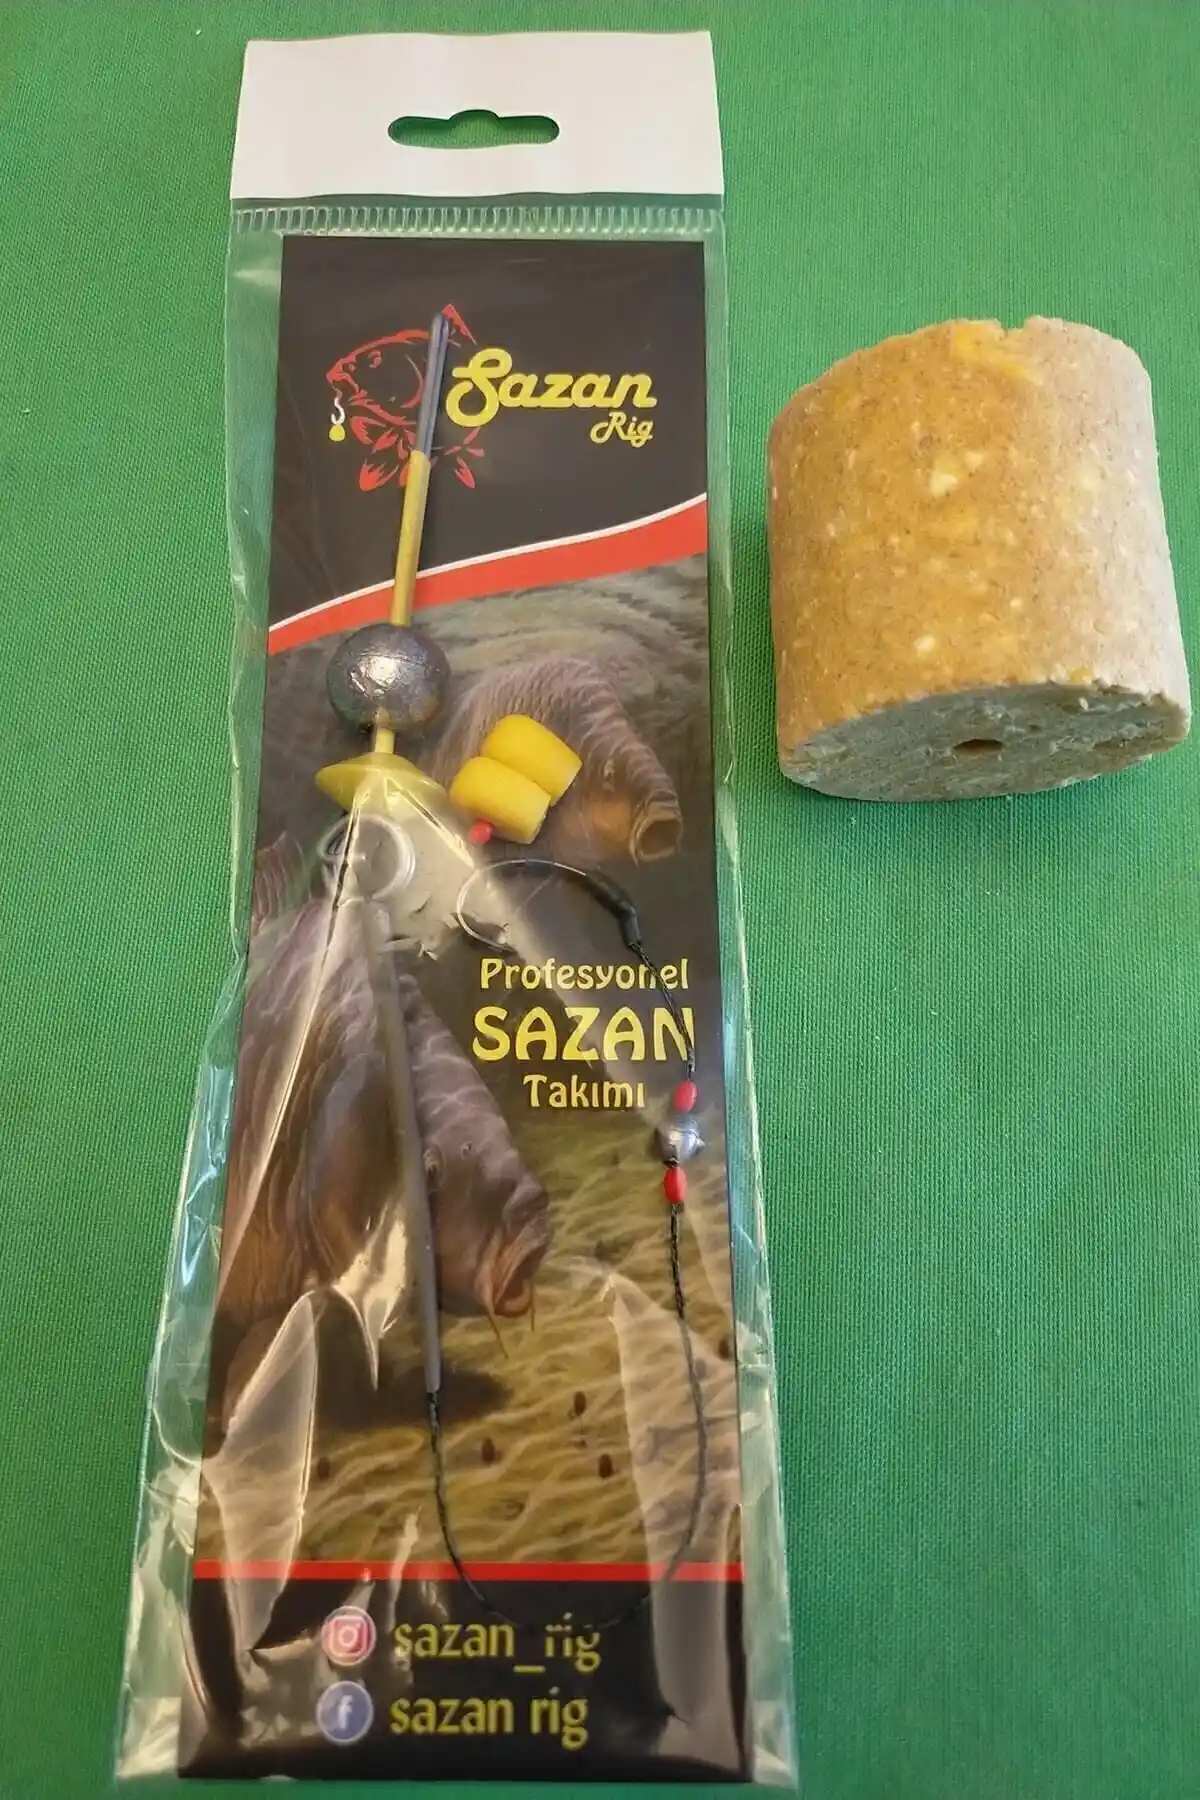 Sazan
Rig
Profesyonel
SAZAN
Takımı
sazan_rig
sazan rig